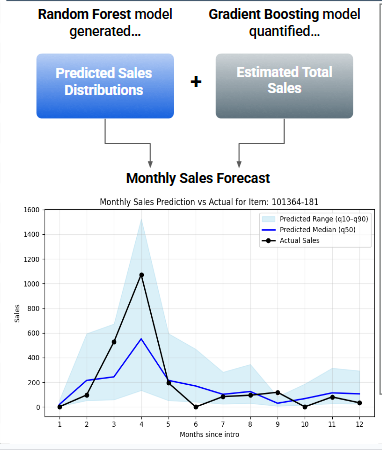 Random Forest model Gradient Boosting model
generated... quantified...
Predicted Sales Estimated Total
Distributions + Sales
Monthly Sales Forecast
Monthly Sales Prediction vs Actual for Item: 101364-181
1600
1400
1200
1000
800
600
400
200
0
Sales
Predicted Range (q10–q90)
Predicted Median (q50)
Actual Sales
1 2 3 4 5 6 7 8 9 10 11 12
Months since intro